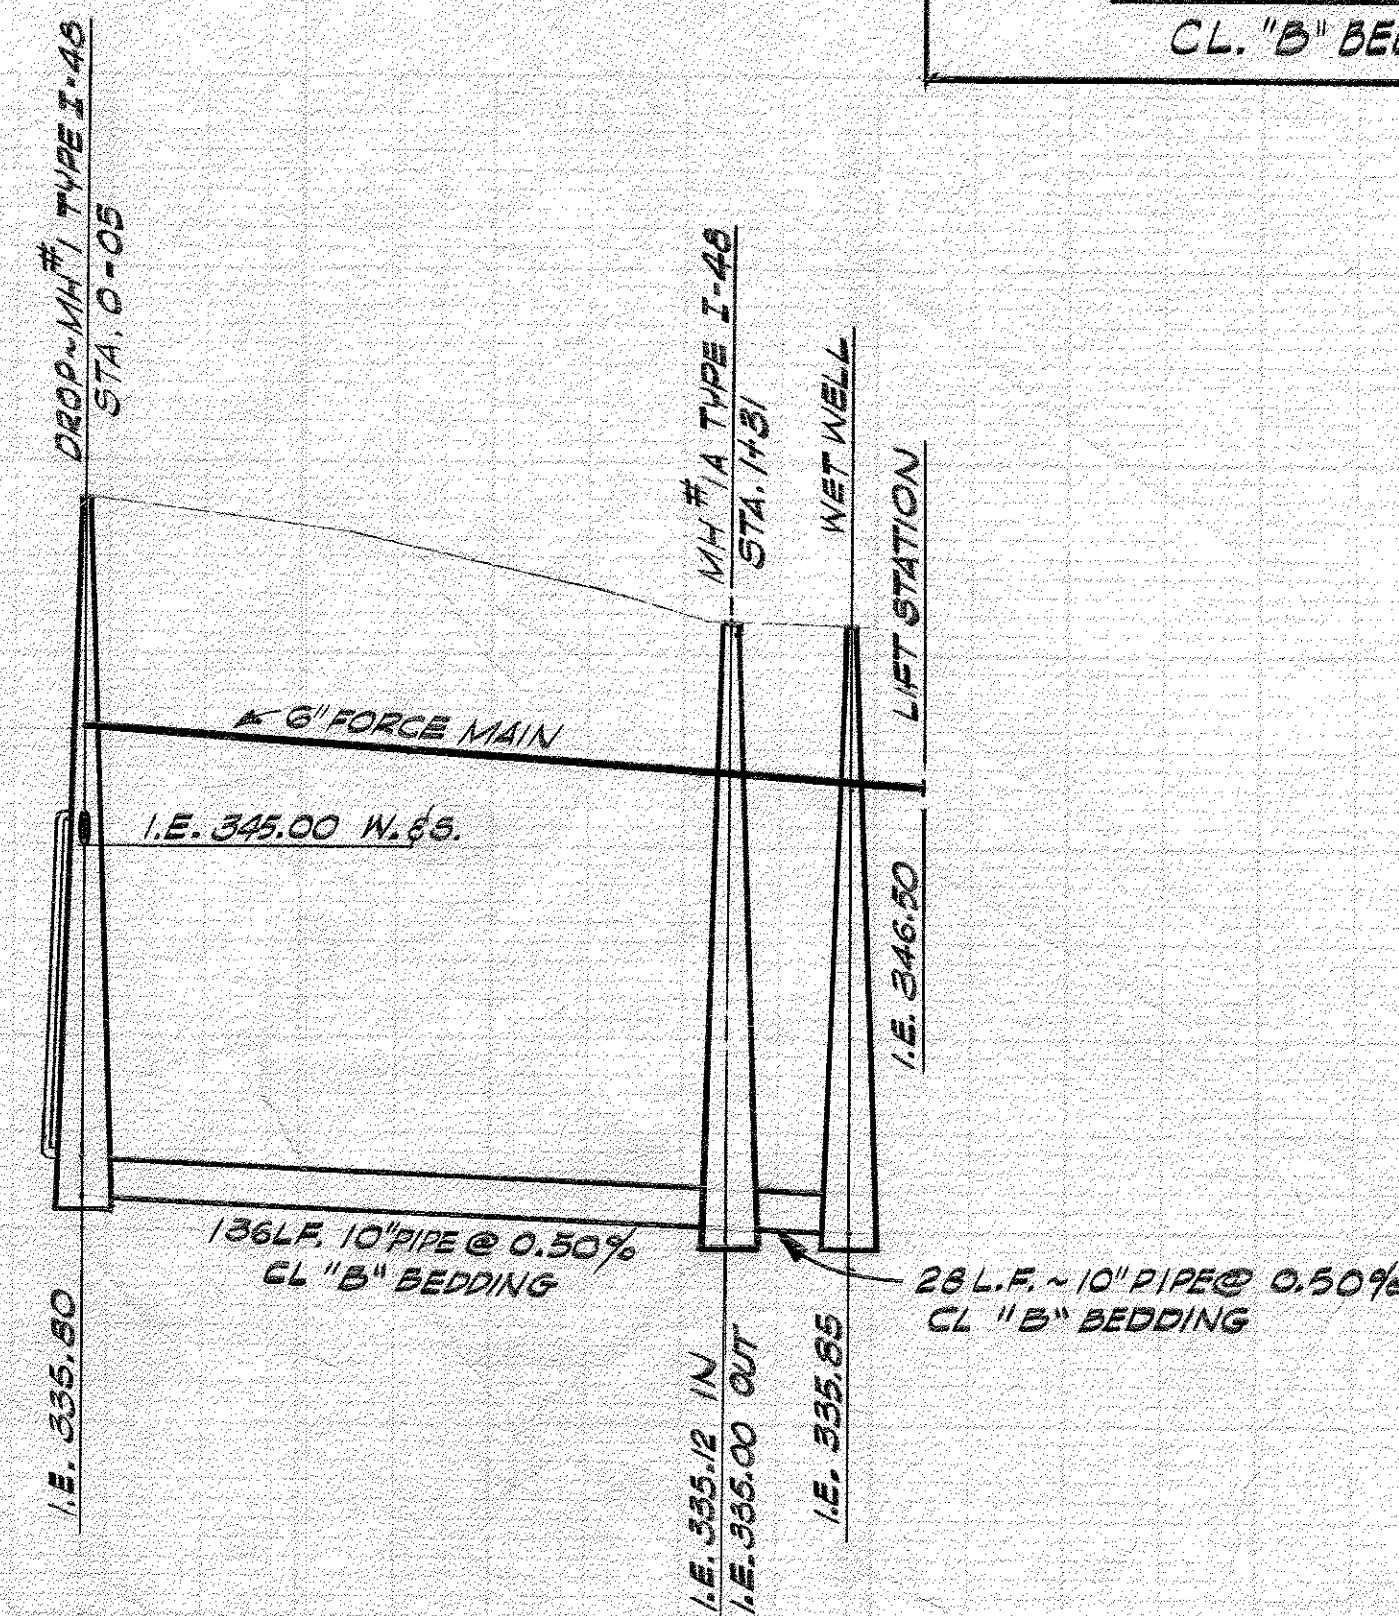 CL. "B"
DROP~MH #1 TYPE I-48
STA. 0-05
MH #1A TYPE I-48
STA. 1+31
WET WELL
LIFT STATION
6" FORCE MAIN
I.E. 345.00 W.&S.
I.E. 346.50
136 L.F. 10" PIPE @ 0.50%
CL "B" BEDDING
28 L.F. ~ 10" PIPE @ 0.50%
CL "B" BEDDING
I.E. 335.80
I.E. 335.12 IN
I.E. 335.00 OUT
I.E. 335.85